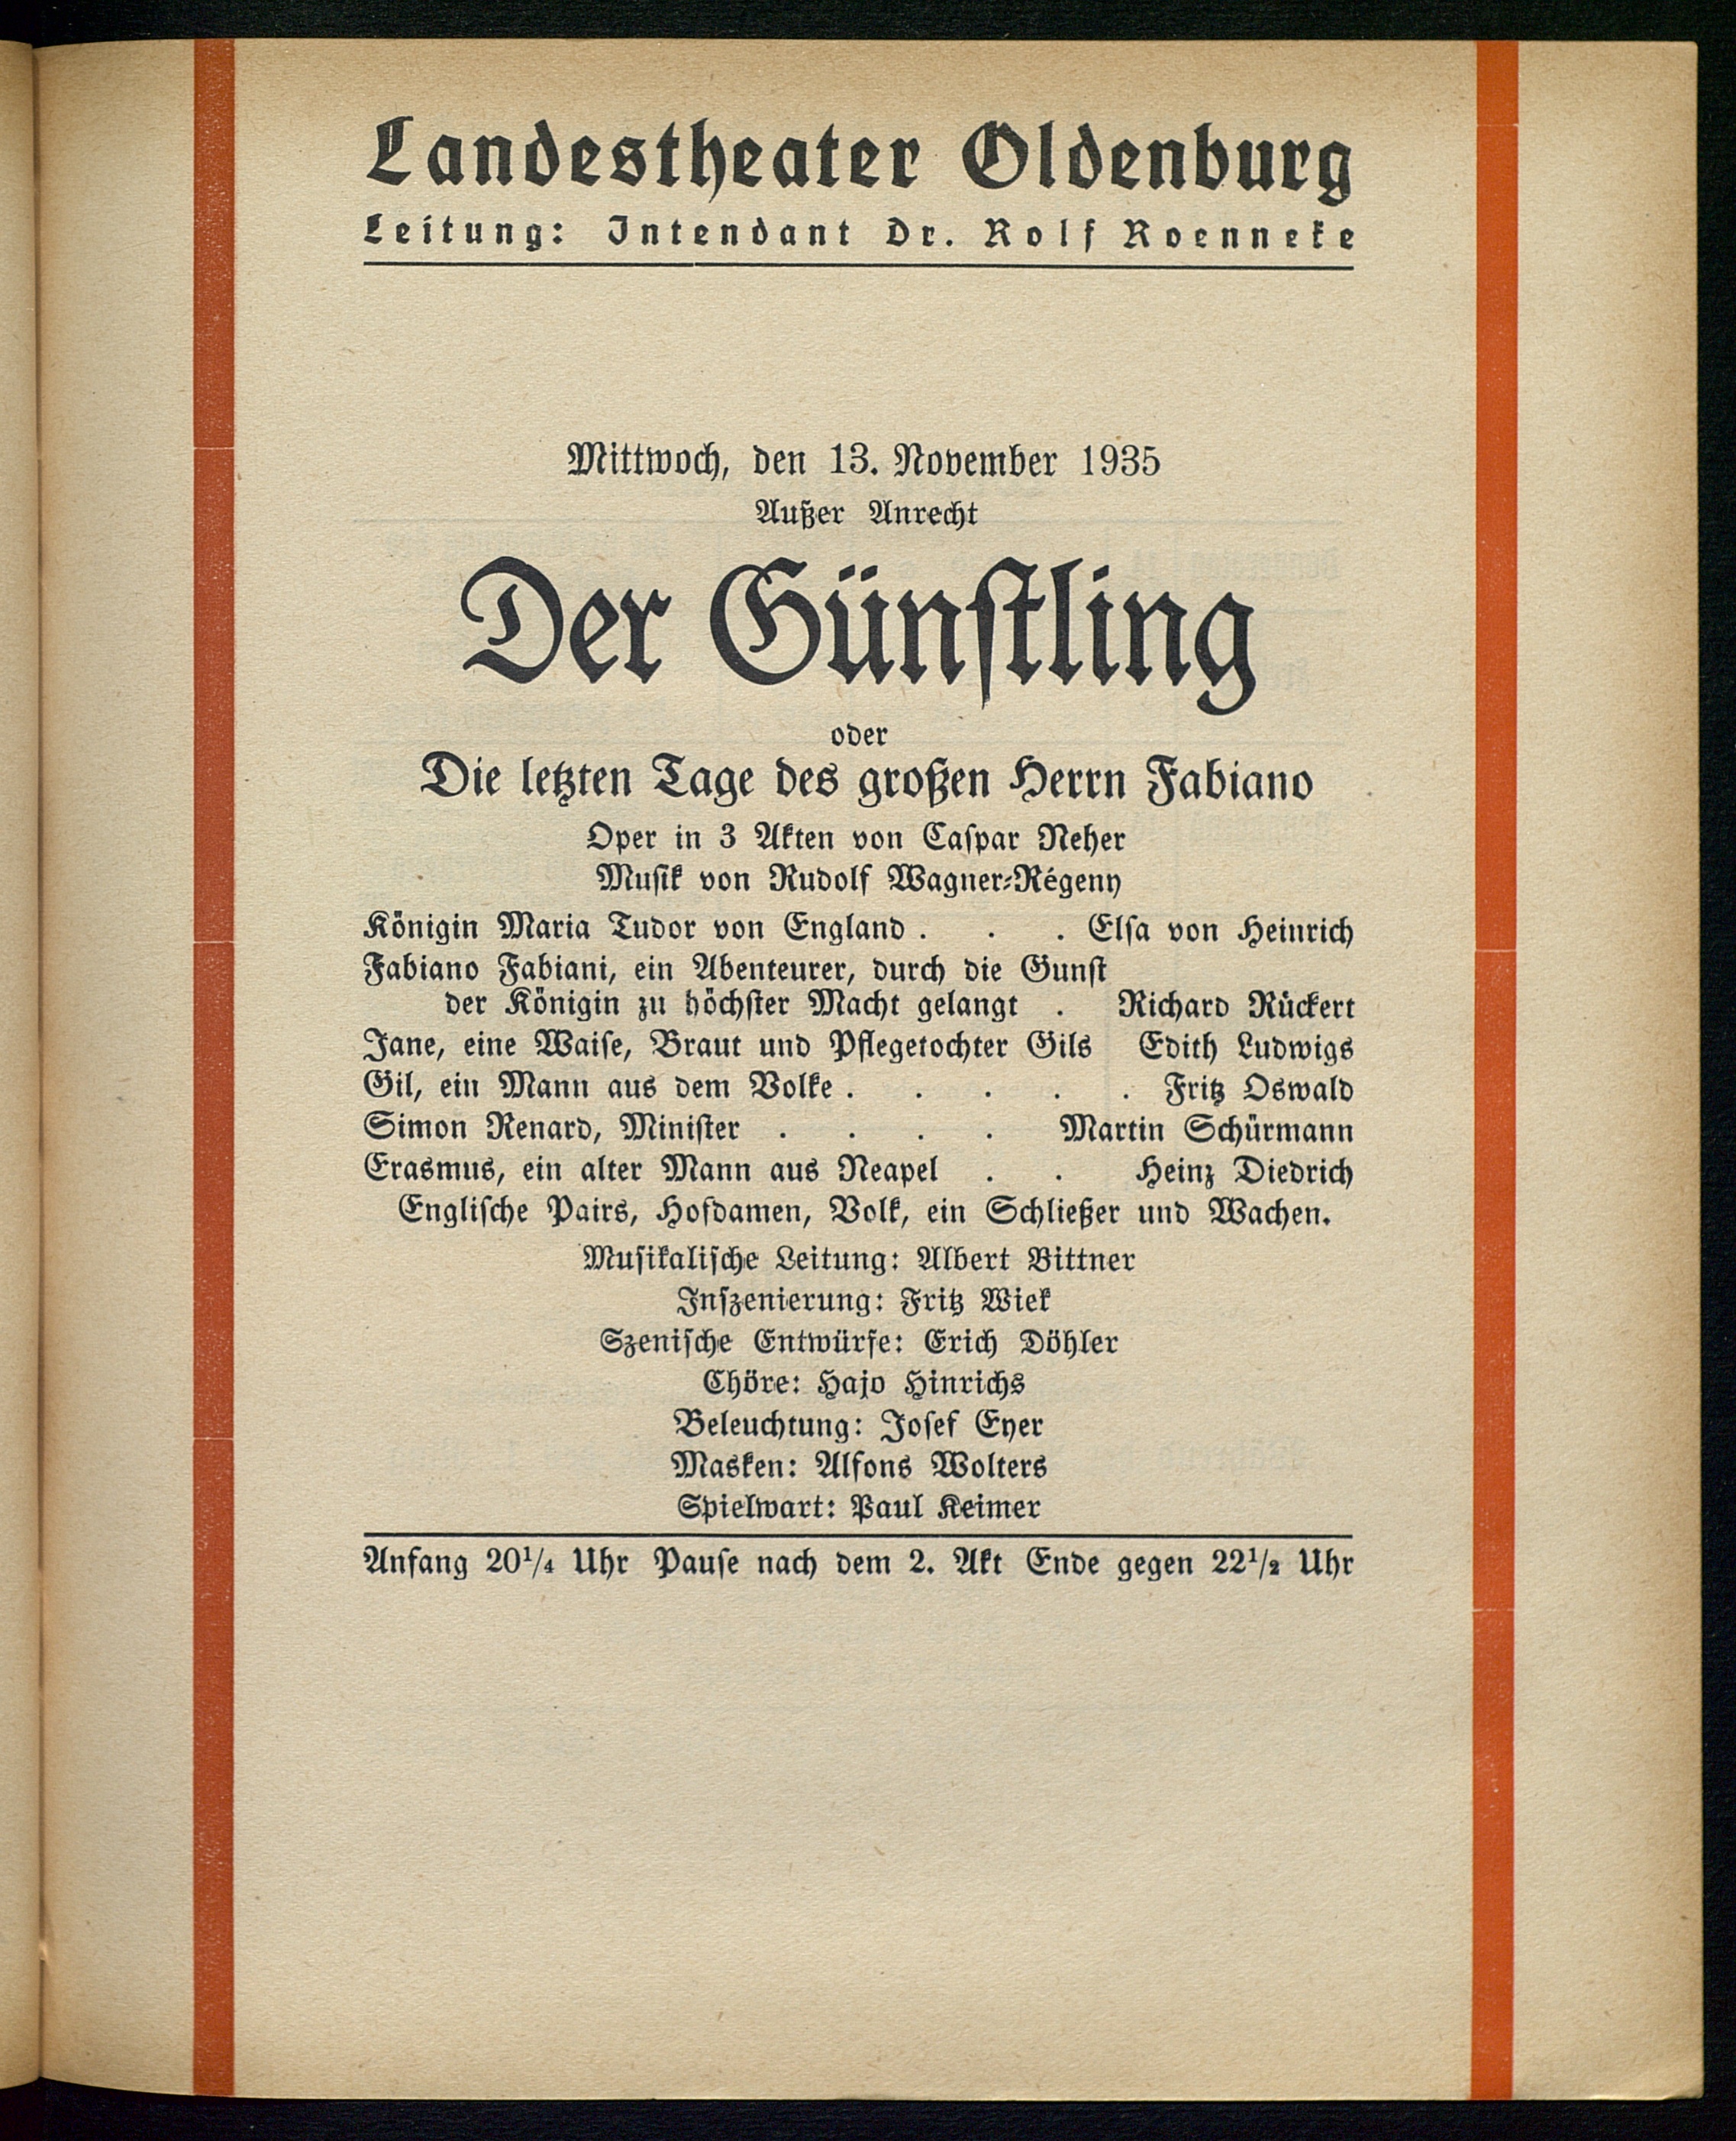 Landestheater Oldenburg
Leitung: Intendant Dr. Rolf Roenneke
Mittwoch, den 13. November 1935
Außer Anrecht
Der Günstling
oder
Die letzten Tage des großen Herrn Fabiano
Oper in 3 Akten von Caspar Neher
Musik von Rudolf Wagner-Régeny
Königin Maria Tudor von England . . . Elsa von Heinrich
Fabiano Fabiani, ein Abenteurer, durch die Gunst
der Königin zu höchster Macht gelangt . Richard Rückert
Jane, eine Waise, Braut und Pflegetochter Gils Edith Ludwigs
Gil, ein Mann aus dem Volke . . . . . Fritz Oswald
Simon Renard, Minister . . . . Martin Schürmann
Erasmus, ein alter Mann aus Neapel . . Heinz Diedrich
Englische Pairs, Hofdamen, Volk, ein Schließer und Wachen.
Musikalische Leitung: Albert Bittner
Inszenierung: Fritz Wiek
Szenische Entwürfe: Erich Döhler
Chöre: Hajo Hinrichs
Beleuchtung: Josef Eyer
Masken: Alfons Wolters
Spielwart: Paul Keimer
Anfang 20¹/₄ Uhr Pause nach dem 2. Akt Ende gegen 22¹/₂ Uhr